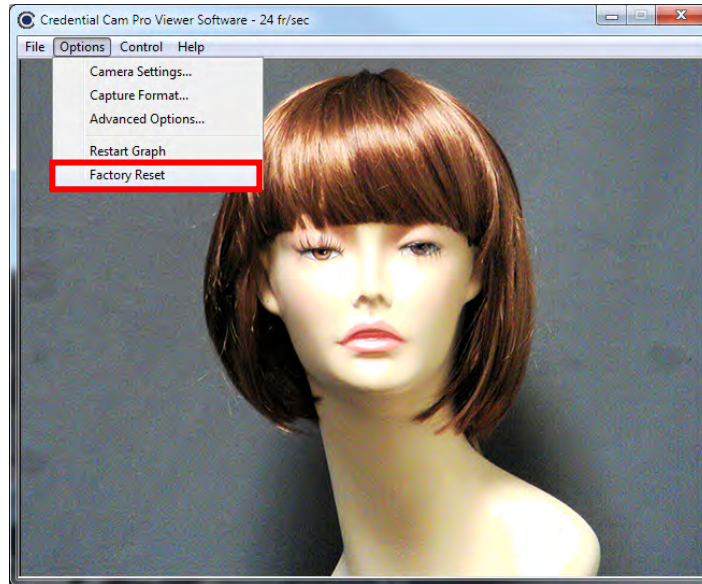 Credential Cam Pro Viewer Software - 24 fr/sec
File Options Control Help
Camera Settings...
Capture Format...
Advanced Options...
Restart Graph
Factory Reset